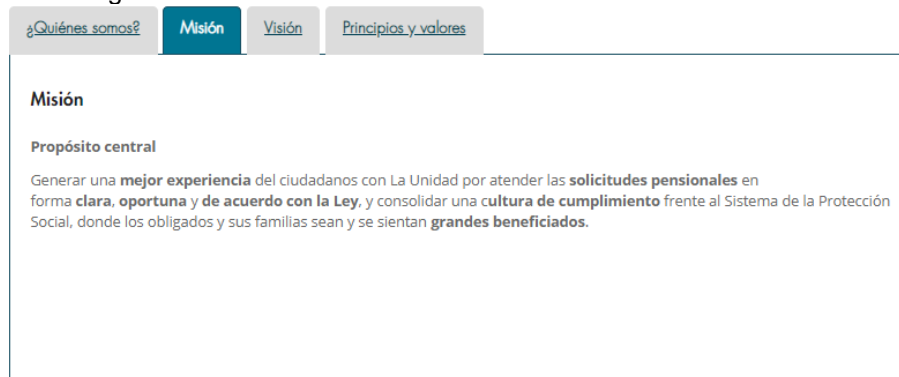 ¿Quiénes somos?
Misión
Visión
Principios y valores
Misión
Propósito central
Generar una mejor experiencia del ciudadanos con La Unidad por atender las solicitudes pensionales en
forma clara, oportuna y de acuerdo con la Ley, y consolidar una cultura de cumplimiento frente al Sistema de la Protección
Social, donde los obligados y sus familias sean y se sientan grandes beneficiados.